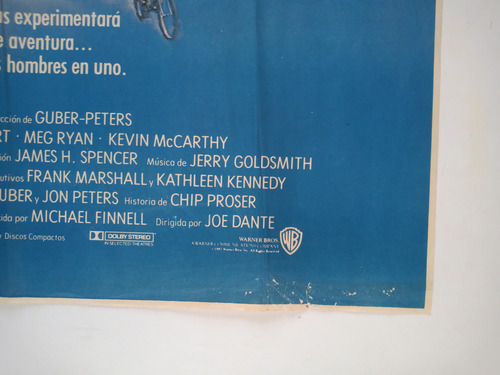 s experimentará
e aventura...
s hombres en uno.
cción de GUBER-PETERS
RT · MEG RYAN · KEVIN McCARTHY
ción JAMES H. SPENCER Música de JERRY GOLDSMITH
utivos FRANK MARSHALL y KATHLEEN KENNEDY
UBER y JON PETERS Historia de CHIP PROSER
cida por MICHAEL FINNELL Dirigida por JOE DANTE
Discos Compactos
DOLBY STEREO
IN SELECTED THEATRES
WARNER BROS.
WB